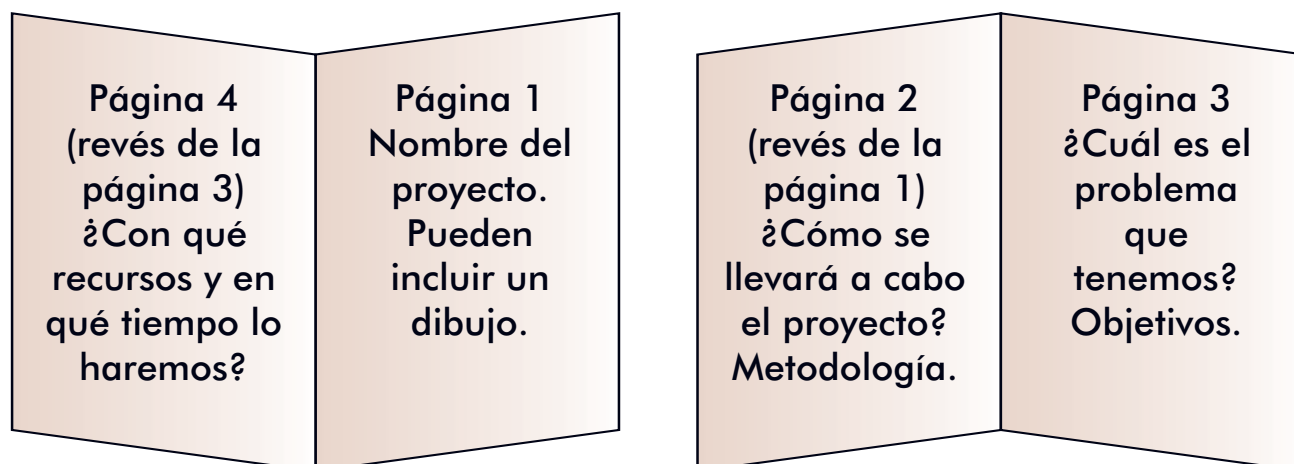 Página 4
(revés de la
página 3)
¿Con qué
recursos y en
qué tiempo lo
haremos?
Página 1
Nombre del
proyecto.
Pueden
incluir un
dibujo.
Página 2
(revés de la
página 1)
¿Cómo se
llevará a cabo
el proyecto?
Metodología.
Página 3
¿Cuál es el
problema
que
tenemos?
Objetivos.